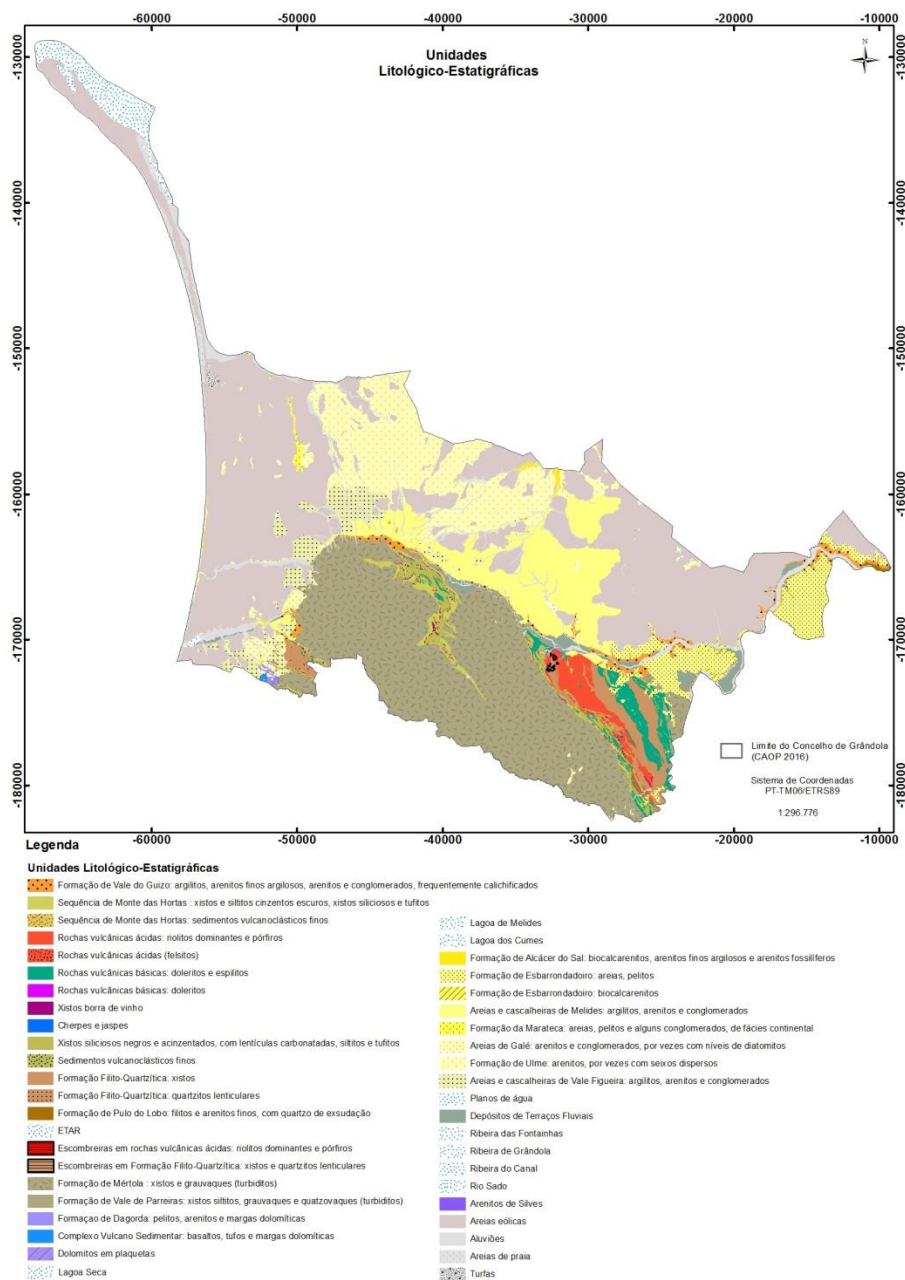 -60000
-50000
-40000
-30000
-20000
-10000
Unidades
Litológico-Estatigráficas
N
-130000
-140000
-150000
-160000
-170000
-180000
-130000
-140000
-150000
-160000
-170000
-180000
Limite do Concelho de Grândola
(CAOP 2016)
Sistema de Coordenadas
PT-TM06/ETRS89
1:296.776
-60000
-50000
-40000
-30000
-20000
-10000
Legenda
Unidades Litológico-Estatigráficas
Formação de Vale do Guizo: argilitos, arenitos finos argilosos, arenitos e conglomerados, frequentemente calichificados
Sequência de Monte das Hortas : xistos e siltitos cinzentos escuros, xistos siliciosos e tufitos
Sequência de Monte das Hortas: sedimentos vulcanoclásticos finos
Rochas vulcânicas ácidas: riolitos dominantes e pórfiros
Rochas vulcânicas ácidas (felsitos)
Rochas vulcânicas básicas: doleritos e espilitos
Rochas vulcânicas básicas: doleritos
Xistos borra de vinho
Cherpes e jaspes
Xistos siliciosos negros e acinzentados, com lentículas carbonatadas, siltitos e tufitos
Sedimentos vulcanoclásticos finos
Formação Filito-Quartzítica: xistos
Formação Filito-Quartzítica: quartzitos lenticulares
Formação de Pulo do Lobo: filitos e arenitos finos, com quartzo de exsudação
ETAR
Escombreiras em rochas vulcânicas ácidas: riolitos dominantes e pórfiros
Escombreiras em Formação Filito-Quartzítica: xistos e quartzitos lenticulares
Formação de Mértola : xistos e grauvaques (turbiditos)
Formação de Vale de Parreiras: xistos siltitos, grauvaques e quatzovaques (turbiditos)
Formaçao de Dagorda: pelitos, arenitos e margas dolomíticas
Complexo Vulcano Sedimentar: basaltos, tufos e margas dolomíticas
Dolomitos em plaquetas
Lagoa Seca
Lagoa de Melides
Lagoa dos Cumes
Formação de Alcácer do Sal: biocalcarenitos, arenitos finos argilosos e arenitos fossilíferos
Formação de Esbarrondadoiro: areias, pelitos
Formação de Esbarrondadoiro: biocalcarenitos
Areias e cascalheiras de Melides: argilitos, arenitos e conglomerados
Formação da Marateca: areias, pelitos e alguns conglomerados, de fácies continental
Areias de Galé: arenitos e conglomerados, por vezes com níveis de diatomitos
Formação de Ulme: arenitos, por vezes com seixos dispersos
Areias e cascalheiras de Vale Figueira: argilitos, arenitos e conglomerados
Planos de água
Depósitos de Terraços Fluviais
Ribeira das Fontainhas
Ribeira de Grândola
Ribeira do Canal
Rio Sado
Arenitos de Silves
Areias eólicas
Aluviões
Areias de praia
Turfas